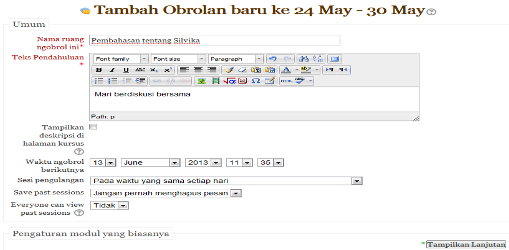 Tambah Obrolan baru ke 24 May - 30 May
Umum
Nama ruang ngobrol ini* Pembahasan tentang Silvika
Teks Pendahuluan * Font family Font size Paragraph
Mari berdiskusi bersama
Path: p
Tampilkan deskripsi di halaman kursus
Waktu ngobrol berikutnya 13 June 2013 11 35
Sesi pengulangan Pada waktu yang sama setiap hari
Save past sessions Jangan pernah menghapus pesan
Everyone can view past sessions Tidak
Pengaturan modul yang biasanya
* Tampilkan Lanjutan